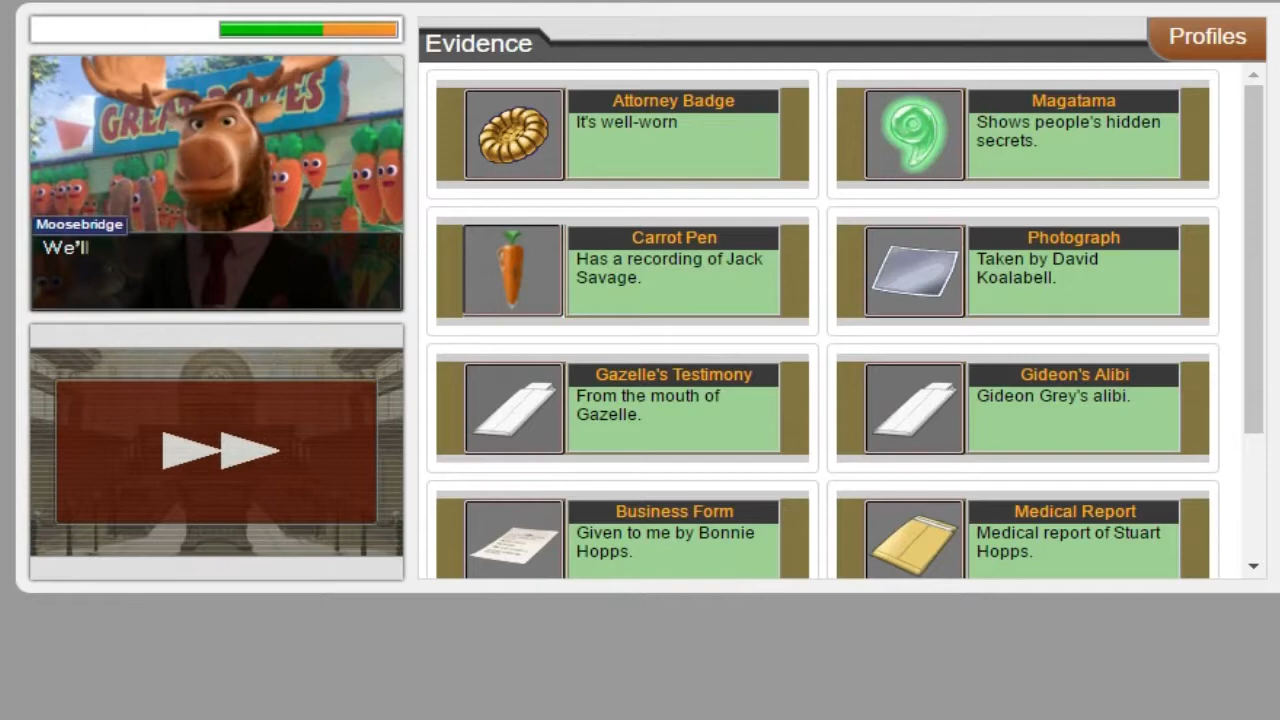 Evidence
Profiles
GREAT PRIZES
Moosebridge
We'll
Attorney Badge
It's well-worn
Magatama
Shows people's hidden
secrets.
Carrot Pen
Has a recording of Jack
Savage.
Photograph
Taken by David
Koalabell.
Gazelle's Testimony
From the mouth of
Gazelle.
Gideon's Alibi
Gideon Grey's alibi.
Business Form
Given to me by Bonnie
Hopps.
Medical Report
Medical report of Stuart
Hopps.